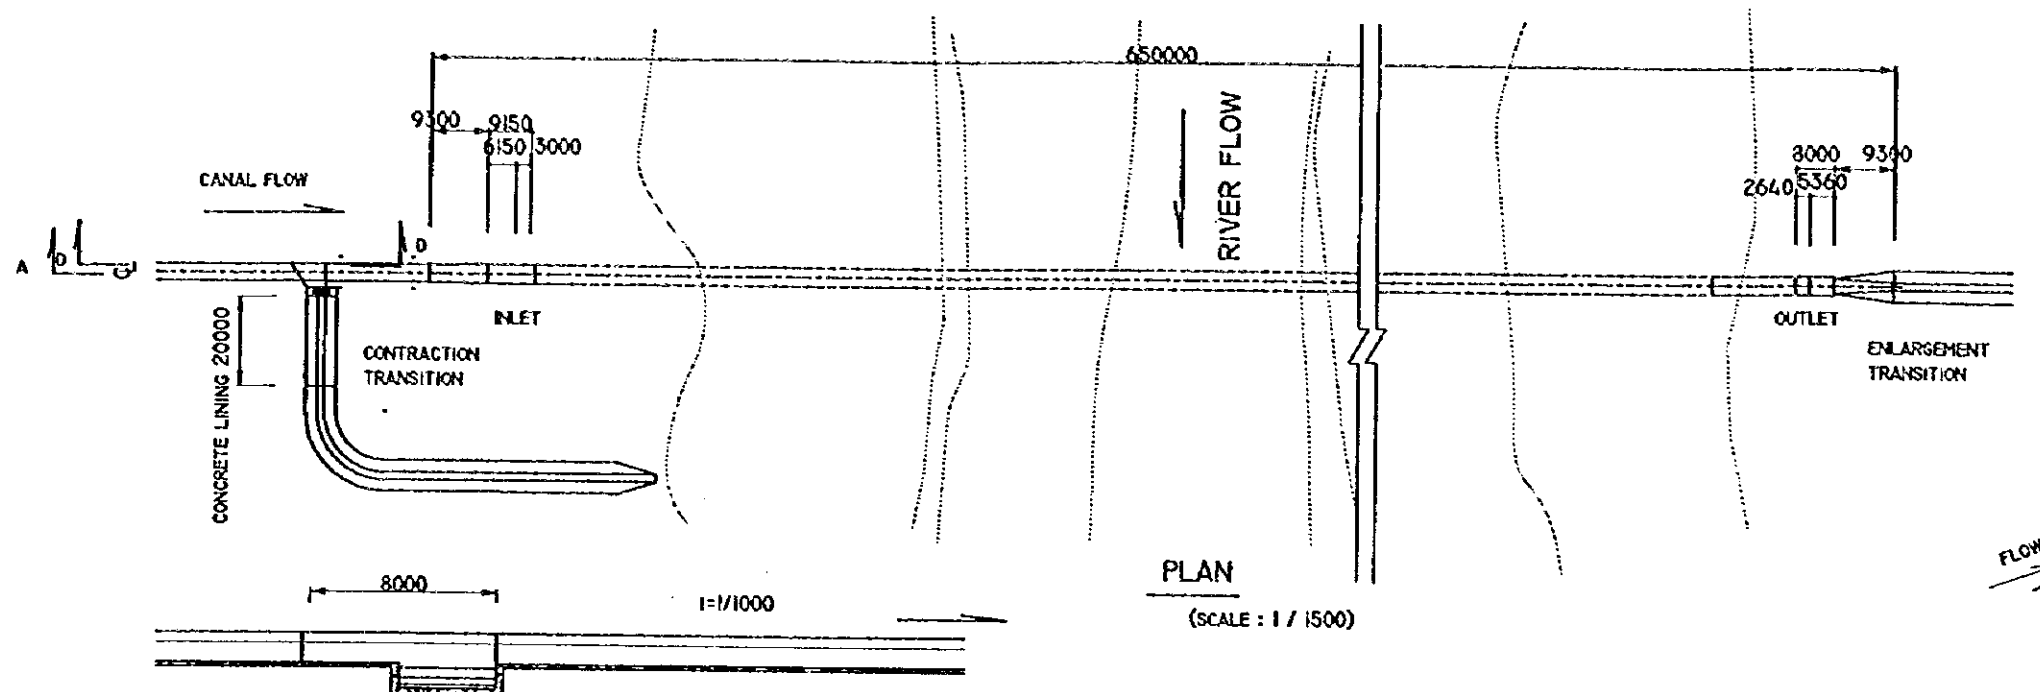 650000
9300 9150
6150 3000
RIVER FLOW
8000 9300
2640 5360
CANAL FLOW
A D D
INLET
OUTLET
CONCRETE LINING 20000
CONTRACTION
TRANSITION
ENLARGEMENT
TRANSITION
PLAN
(SCALE : 1 / 1500)
FLOW
8000
I=1/1000